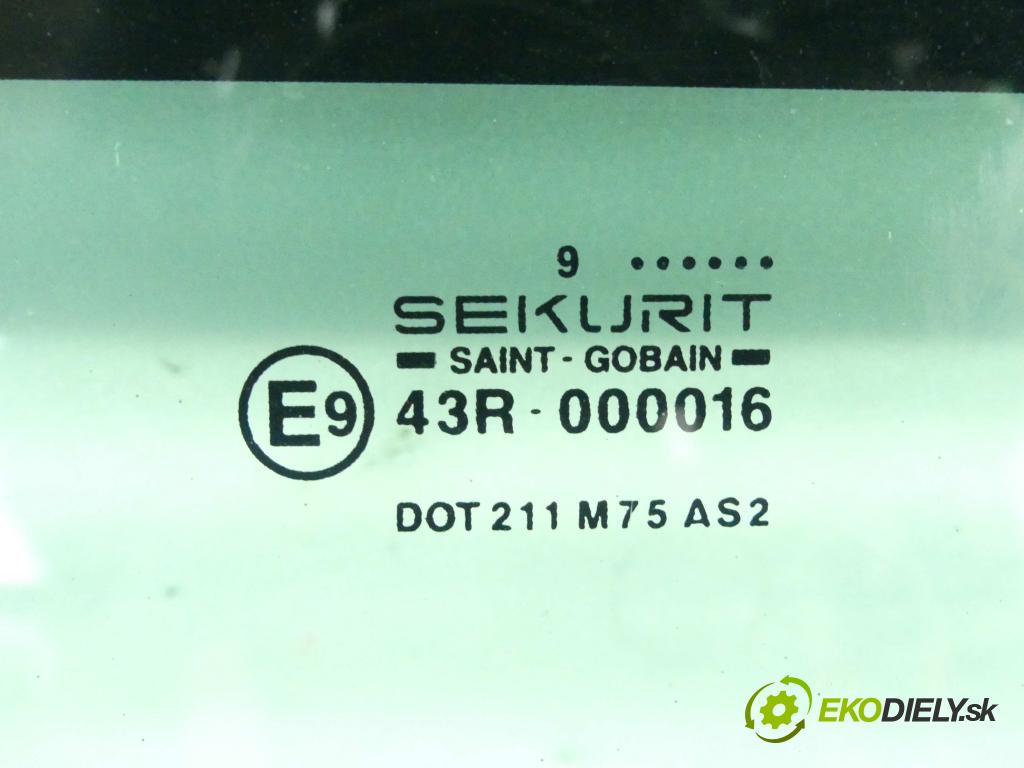 9 ......
SEKURIT
SAINT - GOBAIN
E9 43R - 000016
DOT 211 M75 AS2
EKODIELY.sk